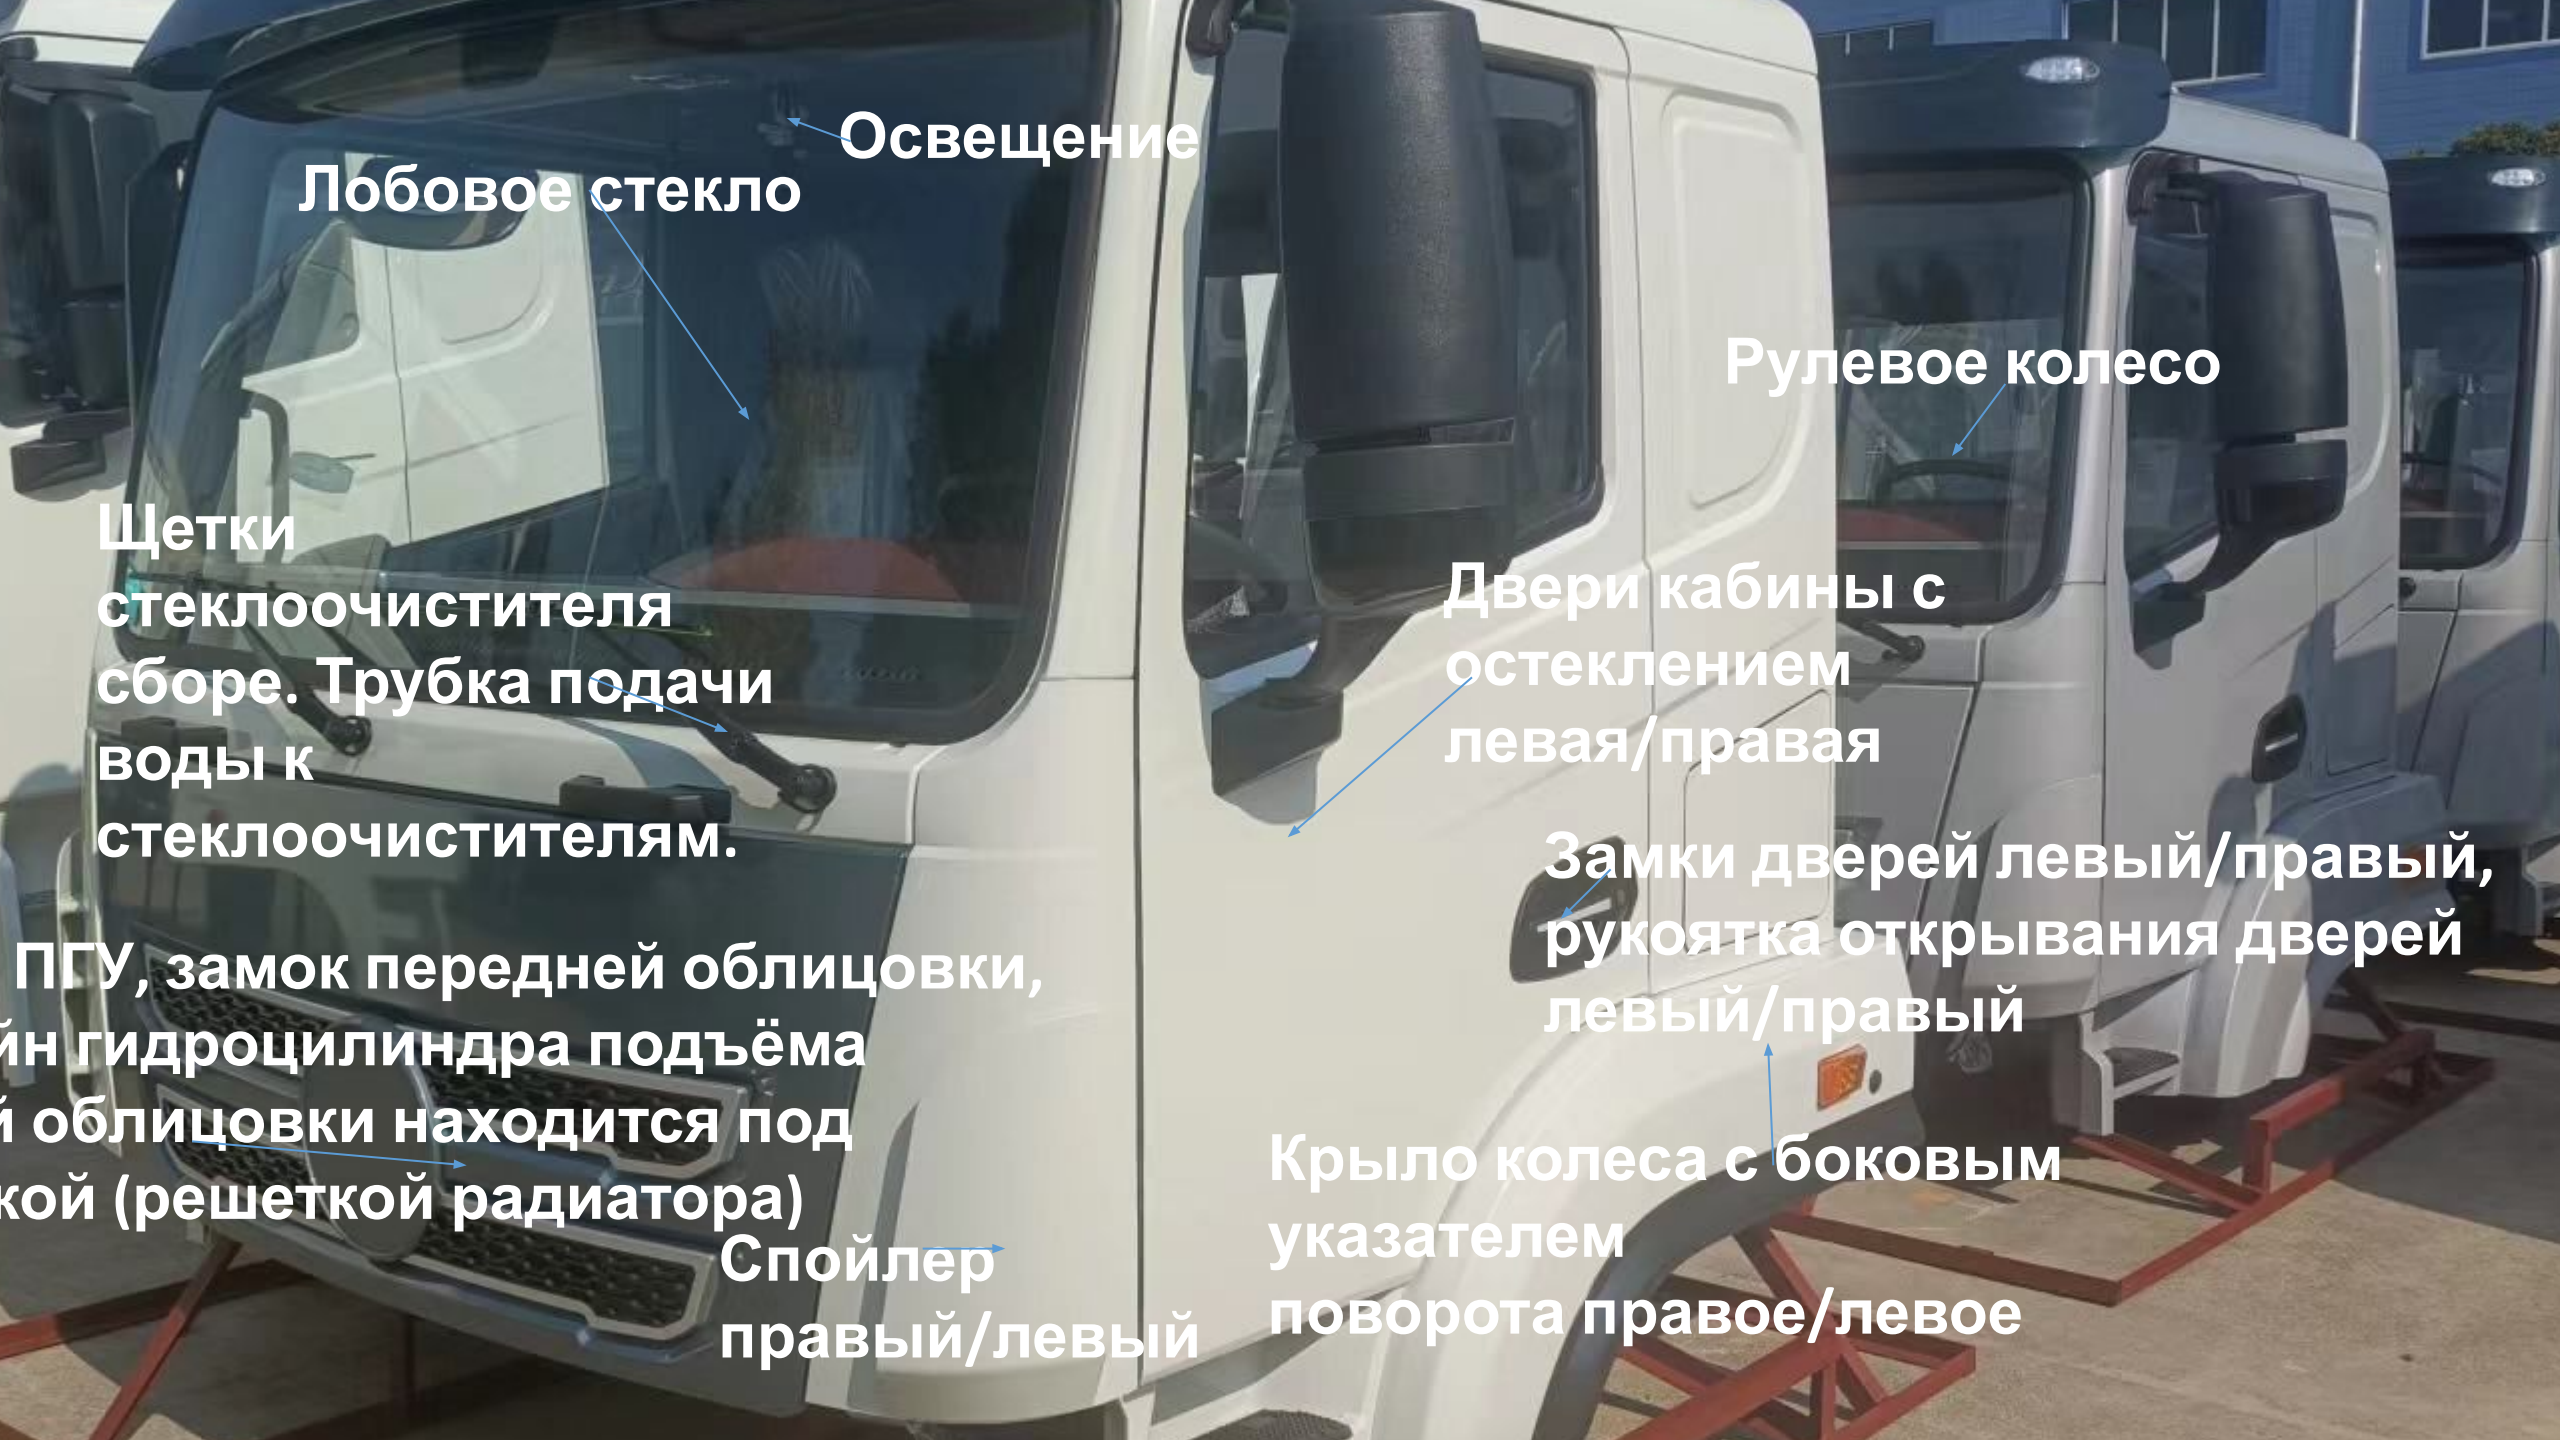 Освещение
Лобовое стекло
Рулевое колесо
Щетки
стеклоочистителя
сборе. Трубка подачи
воды к
стеклоочистителям.
Двери кабины с
остеклением
левая/правая
Замки дверей левый/правый,
рукоятка открывания дверей
левый/правый
ПГУ, замок передней облицовки,
йн гидроцилиндра подъёма
й облицовки находится под
кой (решеткой радиатора)
Спойлер
правый/левый
Крыло колеса с боковым
указателем
поворота правое/левое